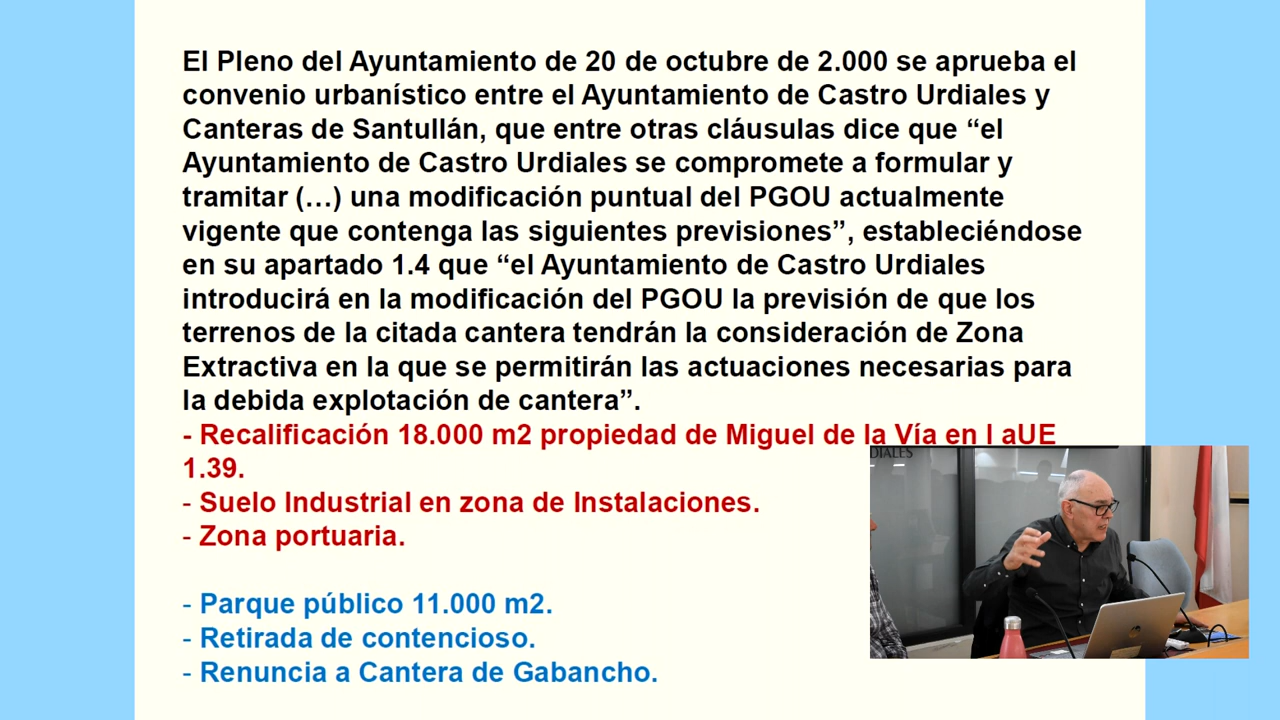 El Pleno del Ayuntamiento de 20 de octubre de 2.000 se aprueba el
convenio urbanístico entre el Ayuntamiento de Castro Urdiales y
Canteras de Santullán, que entre otras cláusulas dice que “el
Ayuntamiento de Castro Urdiales se compromete a formular y
tramitar (…) una modificación puntual del PGOU actualmente
vigente que contenga las siguientes previsiones”, estableciéndose
en su apartado 1.4 que “el Ayuntamiento de Castro Urdiales
introducirá en la modificación del PGOU la previsión de que los
terrenos de la citada cantera tendrán la consideración de Zona
Extractiva en la que se permitirán las actuaciones necesarias para
la debida explotación de cantera”.
- Recalificación 18.000 m2 propiedad de Miguel de la Vía en l aUE
1.39.
- Suelo Industrial en zona de Instalaciones.
- Zona portuaria.
- Parque público 11.000 m2.
- Retirada de contencioso.
- Renuncia a Cantera de Gabancho.
DIALES